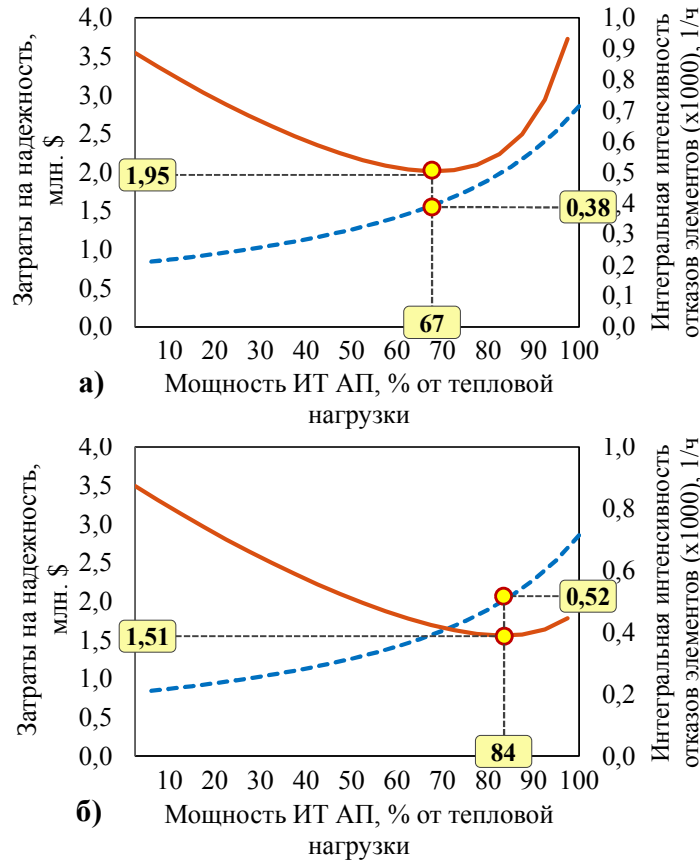 Затраты на надежность,
млн. $
4,0
3,5
3,0
2,5
2,0
1,5
1,0
0,5
0,0
1,95
67
0,38
1,0
0,9
0,8
0,7
0,6
0,5
0,4
0,3
0,2
0,1
0,0
Интегральная интенсивность
отказов элементов (x1000), 1/ч
10 20 30 40 50 60 70 80 90 100
а)
Мощность ИТ АП, % от тепловой
нагрузки
Затраты на надежность,
млн. $
4,0
3,5
3,0
2,5
2,0
1,5
1,0
0,5
0,0
1,51
84
0,52
1,0
0,8
0,6
0,4
0,2
0,0
Интегральная интенсивность
отказов элементов (x1000), 1/ч
10 20 30 40 50 60 70 80 90 100
б)
Мощность ИТ АП, % от тепловой
нагрузки